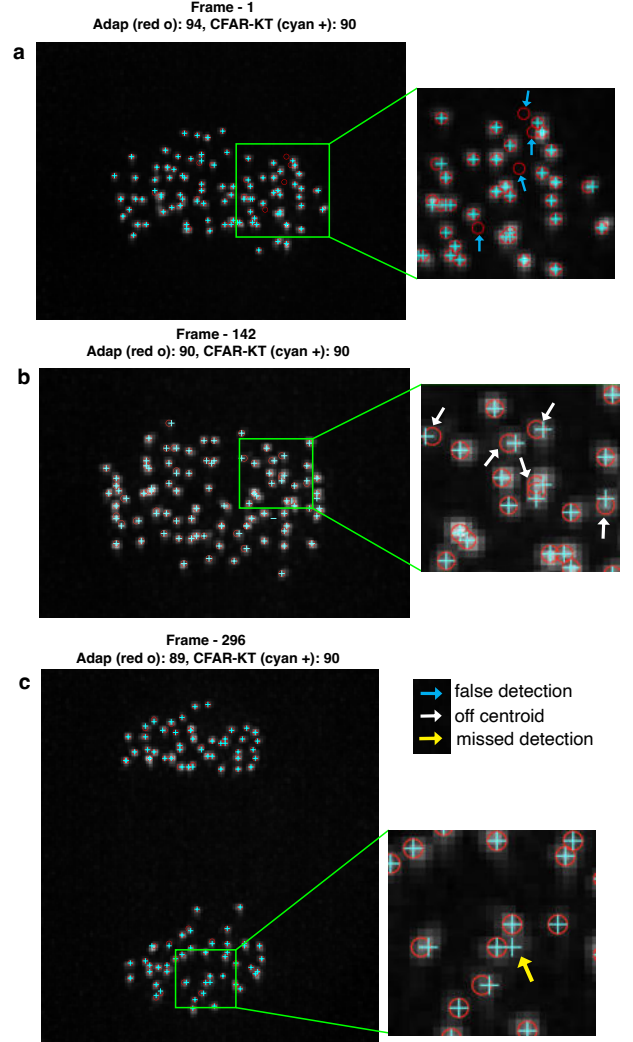 Frame - 1
Adap (red o): 94, CFAR-KT (cyan +): 90
a
Frame - 142
Adap (red o): 90, CFAR-KT (cyan +): 90
b
Frame - 296
Adap (red o): 89, CFAR-KT (cyan +): 90
c
false detection
off centroid
missed detection